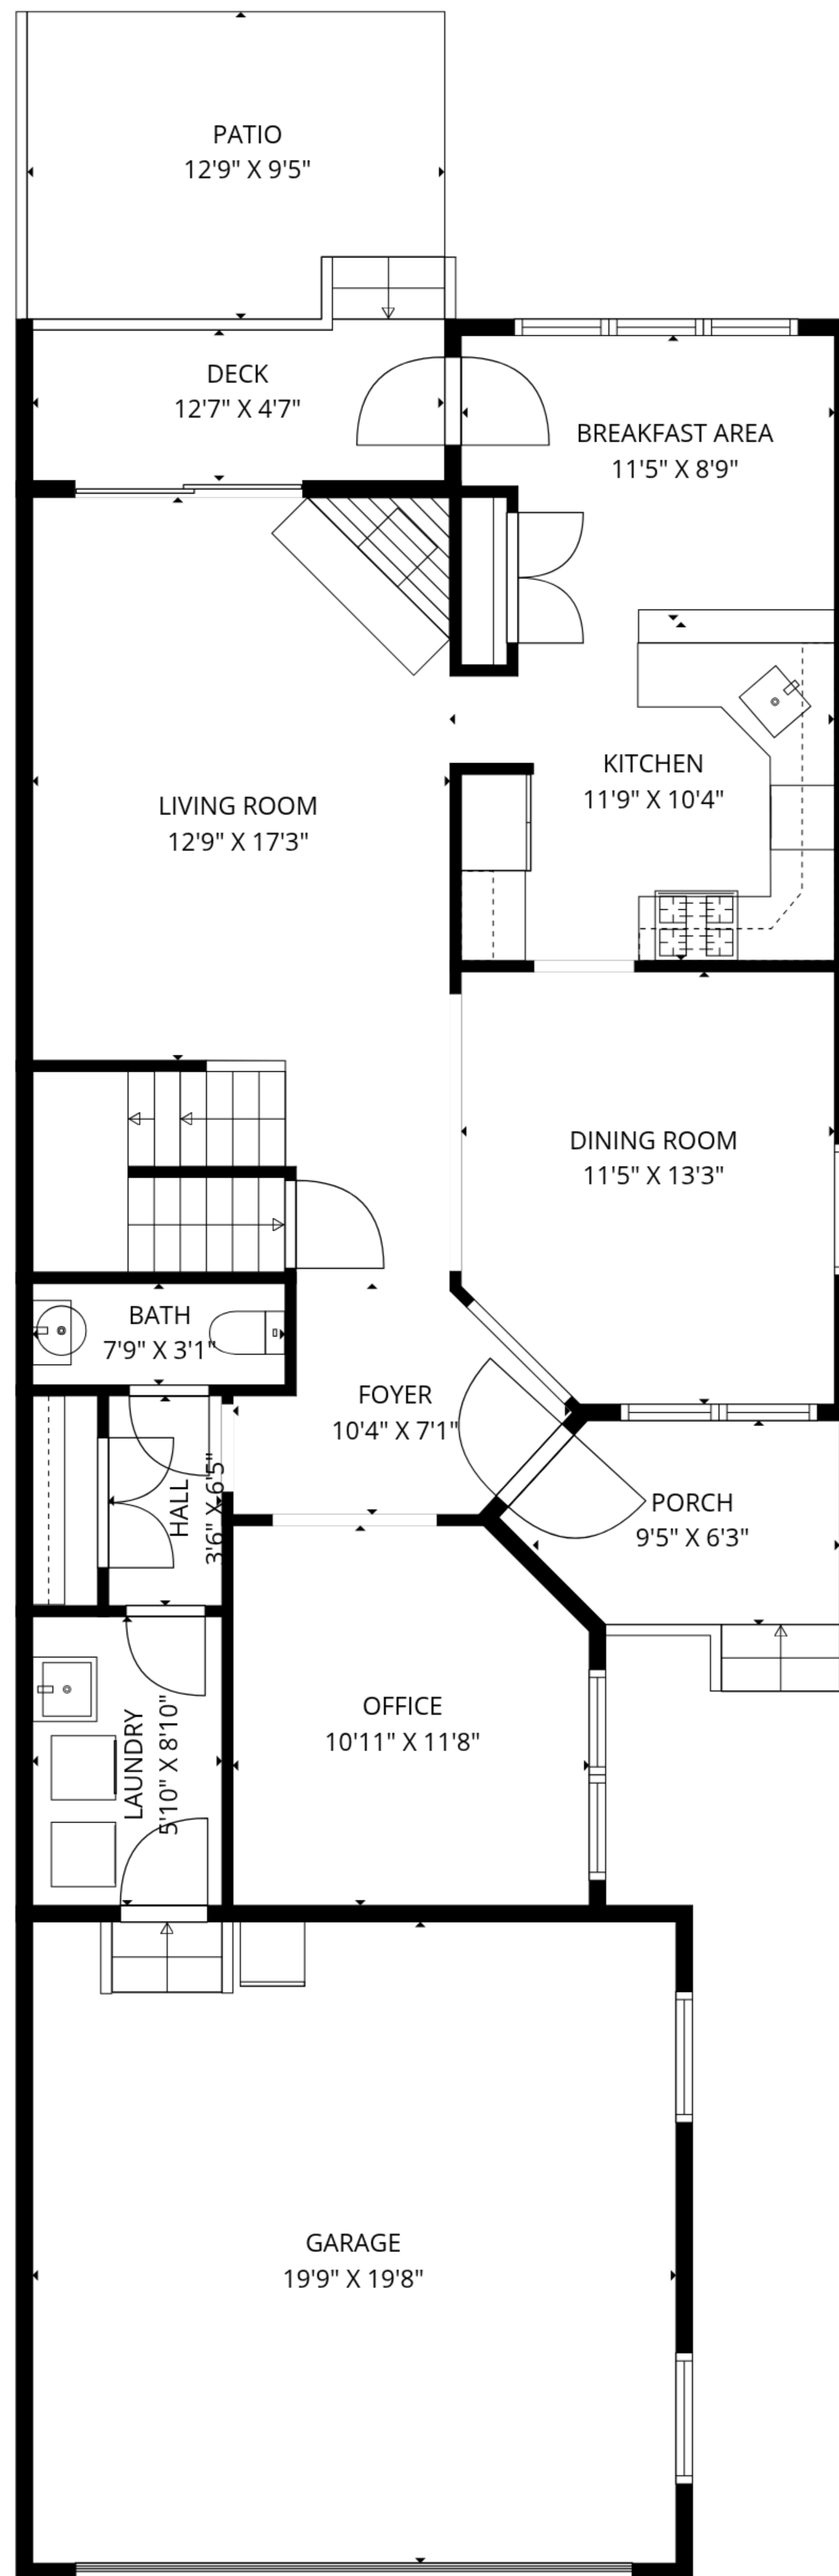 PATIO
12'9" X 9'5"
DECK
12'7" X 4'7"
BREAKFAST AREA
11'5" X 8'9"
KITCHEN
11'9" X 10'4"
LIVING ROOM
12'9" X 17'3"
DINING ROOM
11'5" X 13'3"
BATH
7'9" X 3'1"
FOYER
10'4" X 7'1"
HALL
3'6" X 6'5"
PORCH
9'5" X 6'3"
OFFICE
10'11" X 11'8"
LAUNDRY
5'10" X 8'10"
GARAGE
19'9" X 19'8"